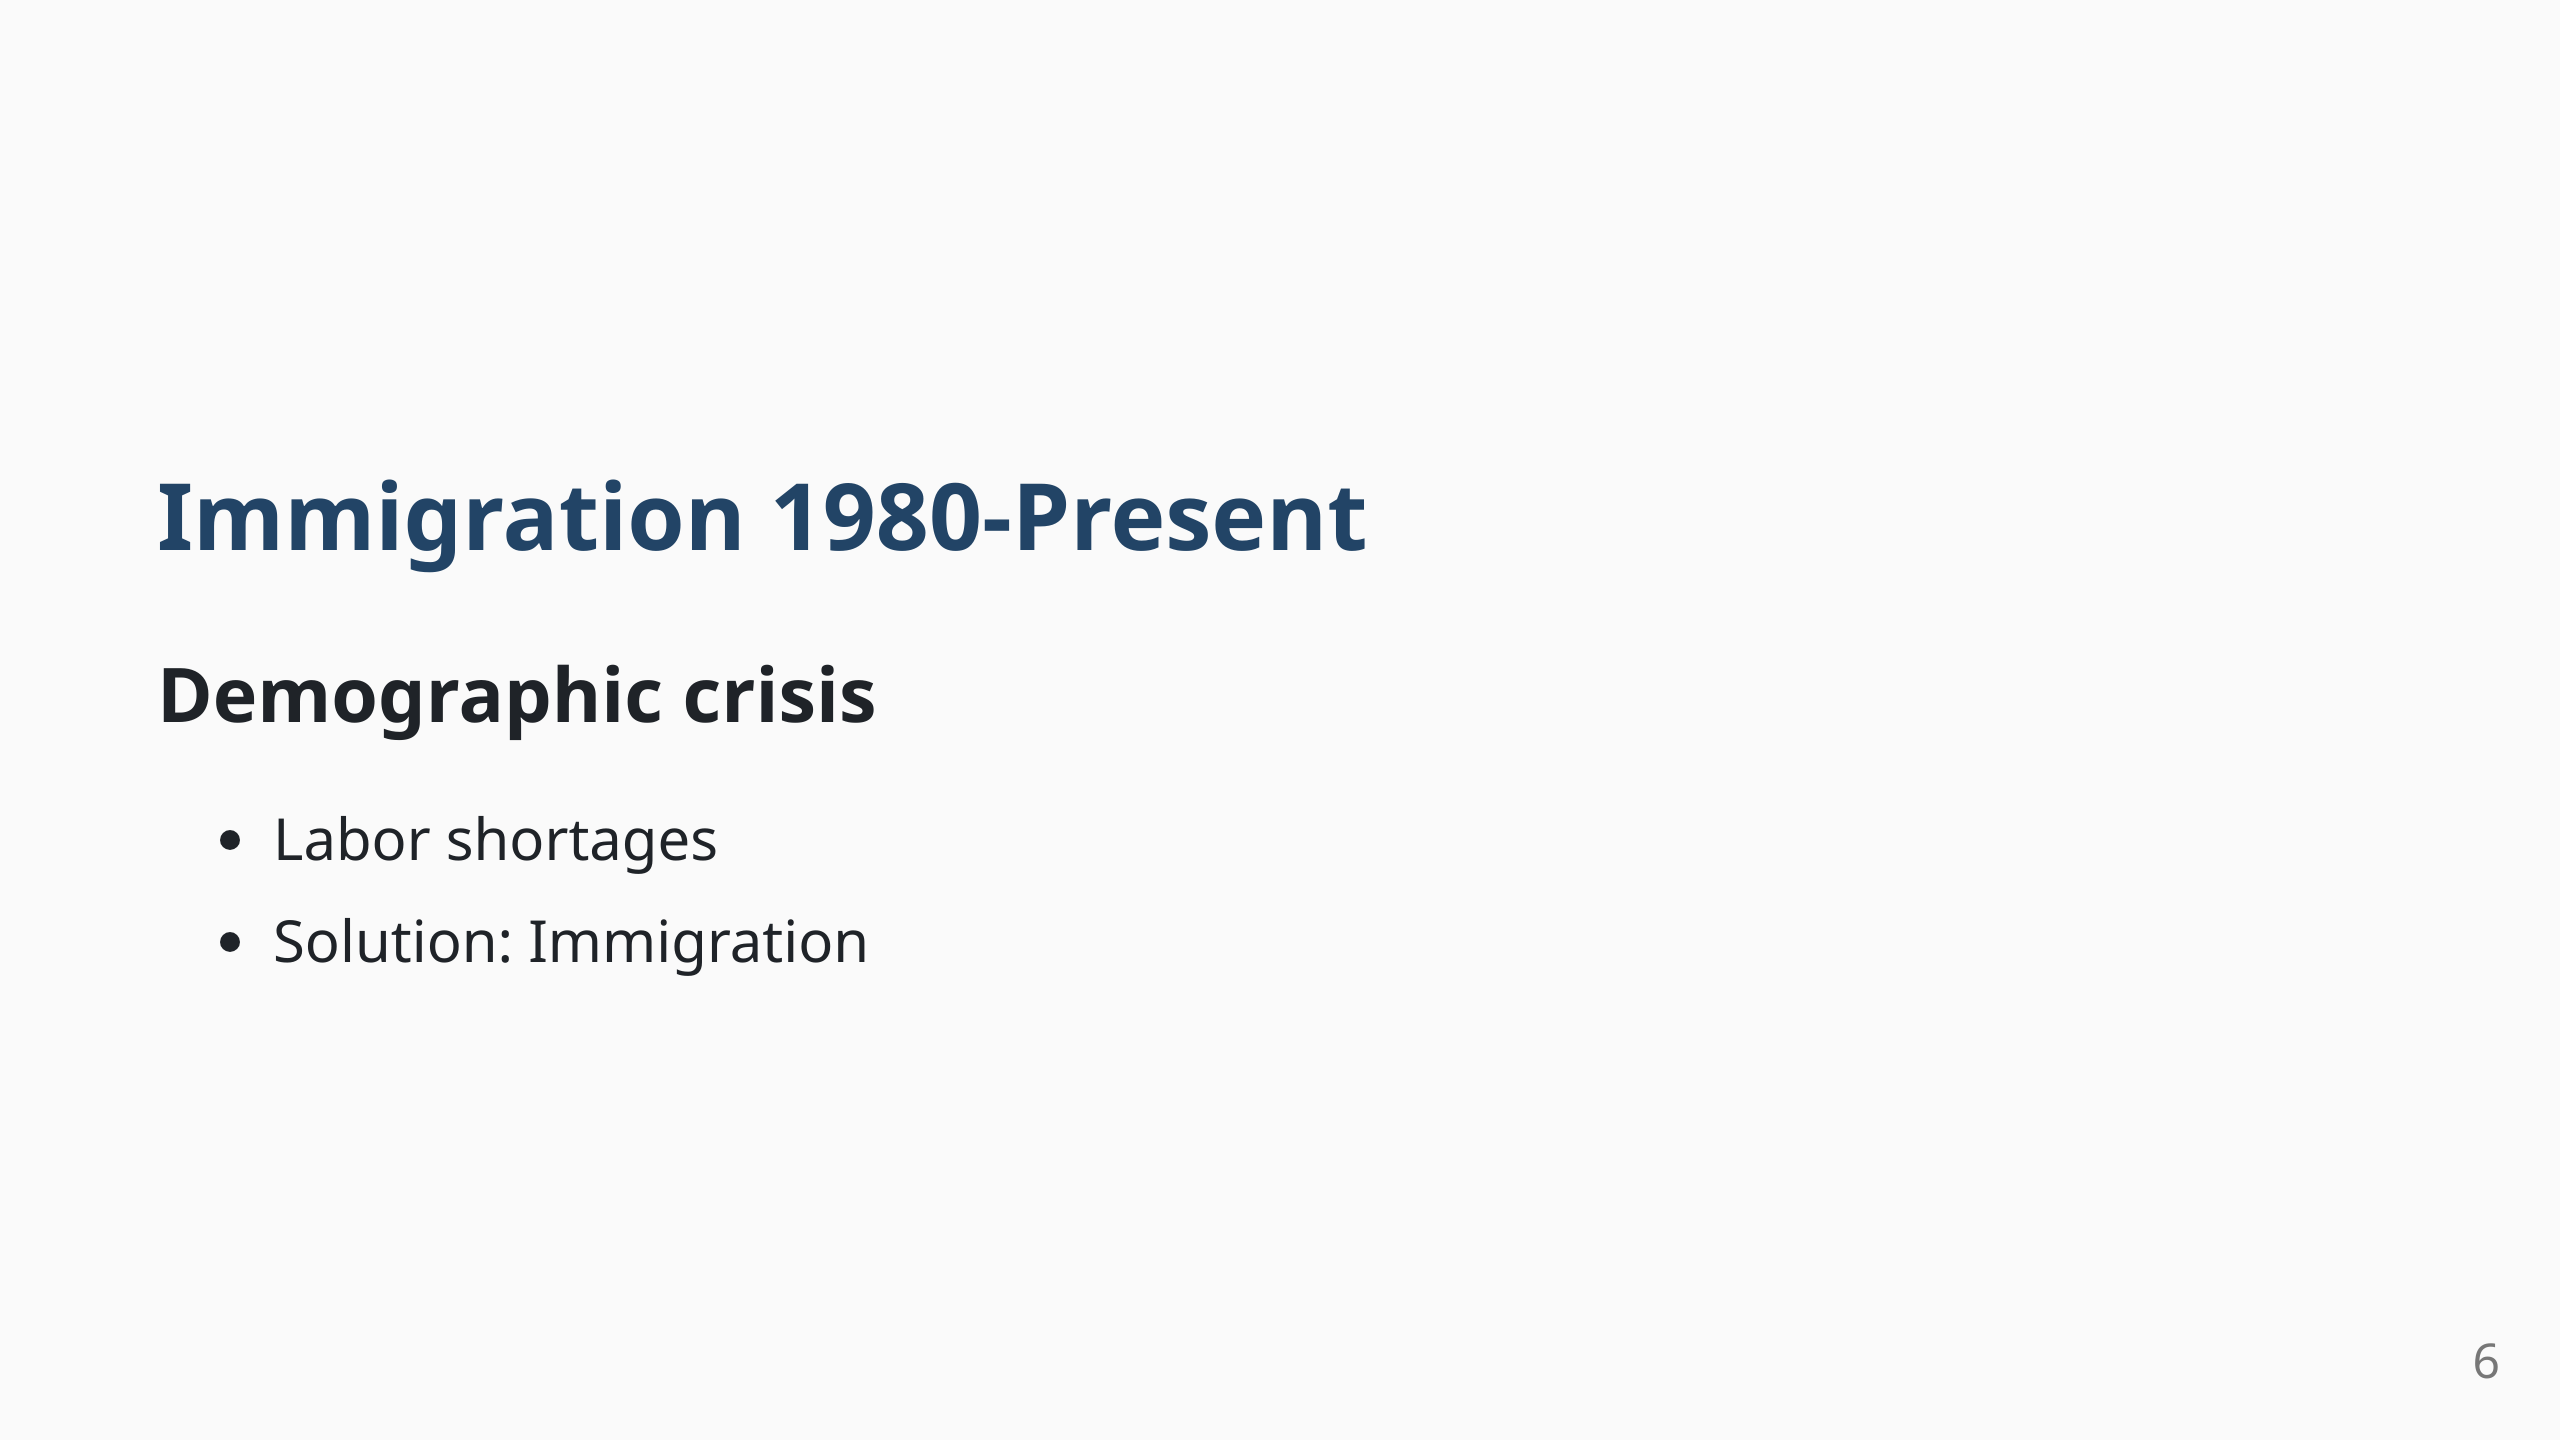 Immigration 1980-Present
Demographic crisis
Labor shortages
Solution: Immigration
6